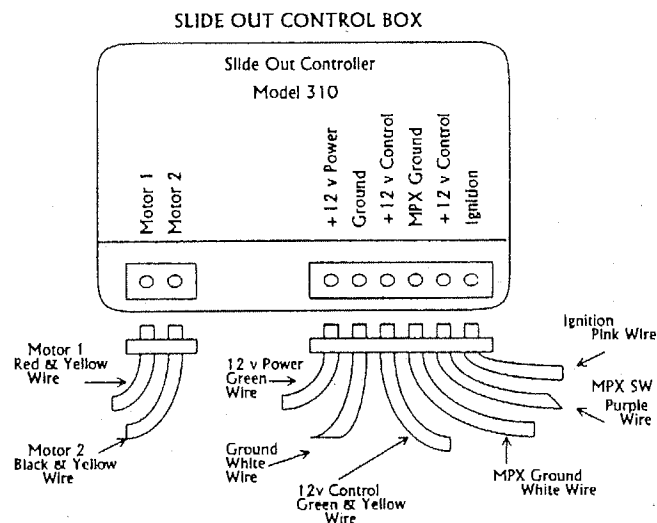 SLIDE OUT CONTROL BOX
Slide Out Controller
Model 310
Motor 1
Motor 2
+ 12 v Power
Ground
+ 12 v Control
MPX Ground
+ 12 v Control
Ignition
Motor 1
Red & Yellow
Wire
Motor 2
Black & Yellow
Wire
12 v Power
Green
Wire
Ground
White
Wire
12v Control
Green & Yellow
Wire
Ignition
Pink Wire
MPX SW
Purple
Wire
MPX Ground
White Wire